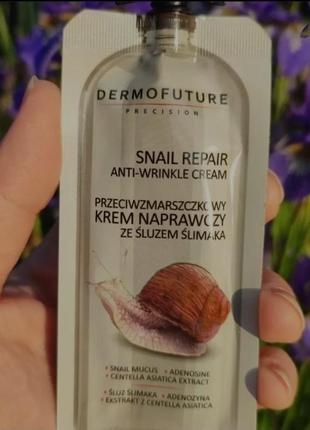 DERMOFUTURE
PRECISION
SNAIL REPAIR
ANTI-WRINKLE CREAM
PRZECIWZMARSZCZKOWY
KREM NAPRAWCZY
ZE ŚLUZEM ŚLIMAKA
• SNAIL MUCUS • ADENOSINE
• CENTELLA ASIATICA EXTRACT
• ŚLUZ ŚLIMAKA • ADENOZYNA
• EKSTRAKT Z CENTELLA ASIATICA